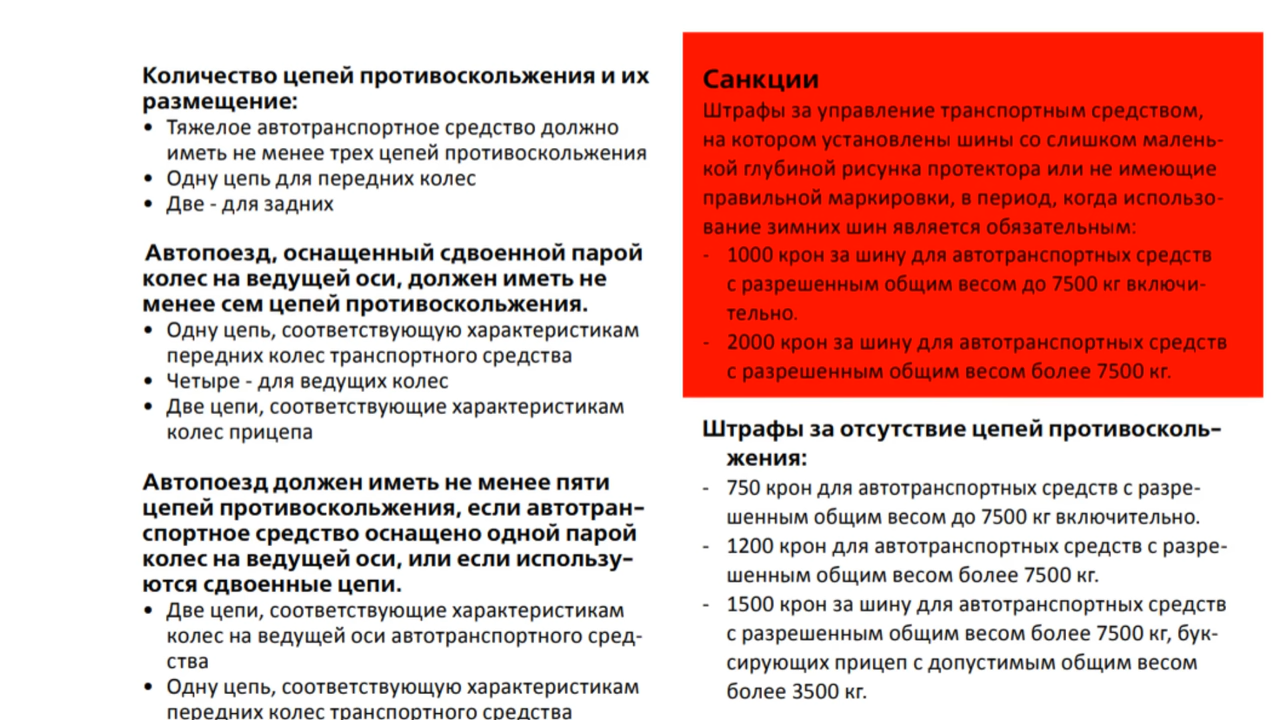 Количество цепей противоскольжения и их
размещение:
• Тяжелое автотранспортное средство должно
иметь не менее трех цепей противоскольжения
• Одну цепь для передних колес
• Две - для задних
Автопоезд, оснащенный сдвоенной парой
колес на ведущей оси, должен иметь не
менее сем цепей противоскольжения.
• Одну цепь, соответствующую характеристикам
передних колес транспортного средства
• Четыре - для ведущих колес
• Две цепи, соответствующие характеристикам
колес прицепа
Автопоезд должен иметь не менее пяти
цепей противоскольжения, если автотран-
спортное средство оснащено одной парой
колес на ведущей оси, или если использу-
ются сдвоенные цепи.
• Две цепи, соответствующие характеристикам
колес на ведущей оси автотранспортного сред-
ства
• Одну цепь, соответствующую характеристикам
передних колес транспортного средства
Санкции
Штрафы за управление транспортным средством,
на котором установлены шины со слишком малень-
кой глубиной рисунка протектора или не имеющие
правильной маркировки, в период, когда использо-
вание зимних шин является обязательным:
- 1000 крон за шину для автотранспортных средств
с разрешенным общим весом до 7500 кг включи-
тельно.
- 2000 крон за шину для автотранспортных средств
с разрешенным общим весом более 7500 кг.
Штрафы за отсутствие цепей противосколь-
жения:
- 750 крон для автотранспортных средств с разре-
шенным общим весом до 7500 кг включительно.
- 1200 крон для автотранспортных средств с разре-
шенным общим весом более 7500 кг.
- 1500 крон за шину для автотранспортных средств
с разрешенным общим весом более 7500 кг, бук-
сирующих прицеп с допустимым общим весом
более 3500 кг.